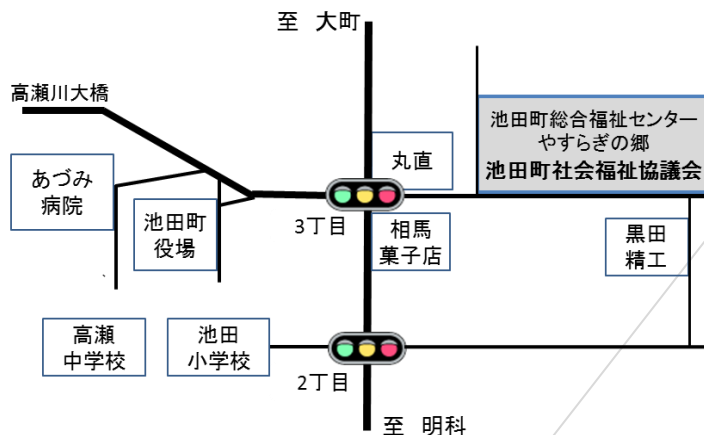 至　大町
高瀬川大橋
池田町総合福祉センター
やすらぎの郷
池田町社会福祉協議会
丸直
あづみ
病院
池田町
役場
3丁目
相馬
菓子店
黒田
精工
高瀬
中学校
池田
小学校
2丁目
至　明科